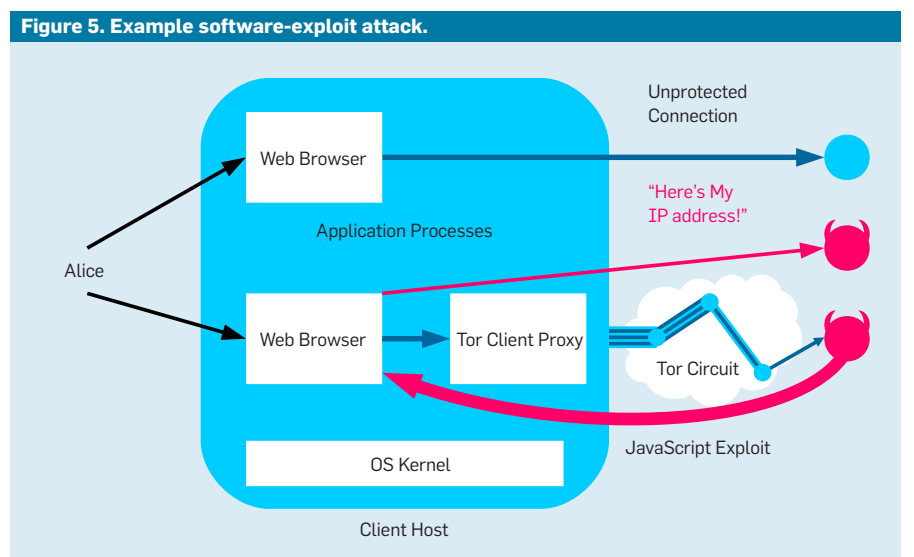 Figure 5. Example software-exploit attack.
Unprotected
Connection
Web Browser
“Here’s My
IP address!”
Application Processes
Alice
Web Browser
Tor Client Proxy
Tor Circuit
JavaScript Exploit
OS Kernel
Client Host